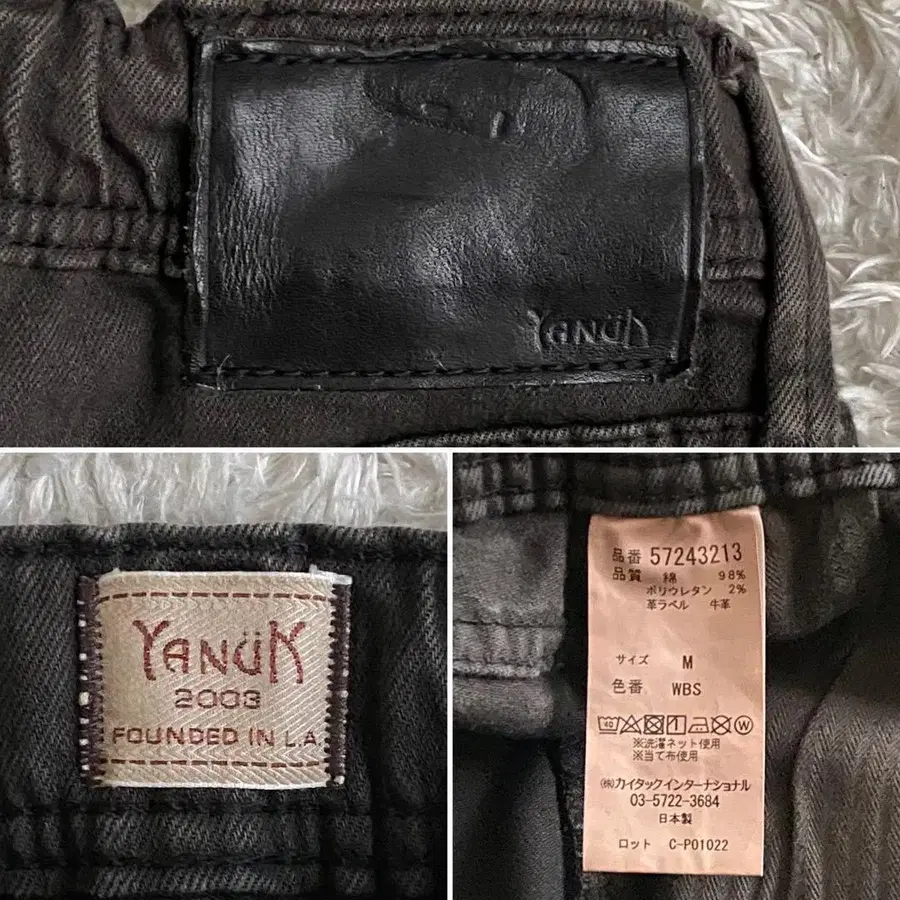 YANÜK
YANÜK
2003
FOUNDED IN L.A.
品番 57243213
品質 綿 98%
ポリウレタン 2%
革ラベル 牛革
サイズ M
色番 WBS
40 W
※洗濯ネット使用
※当て布使用
㈱カイタックインターナショナル
03-5722-3684
日本製
ロット C-P01022